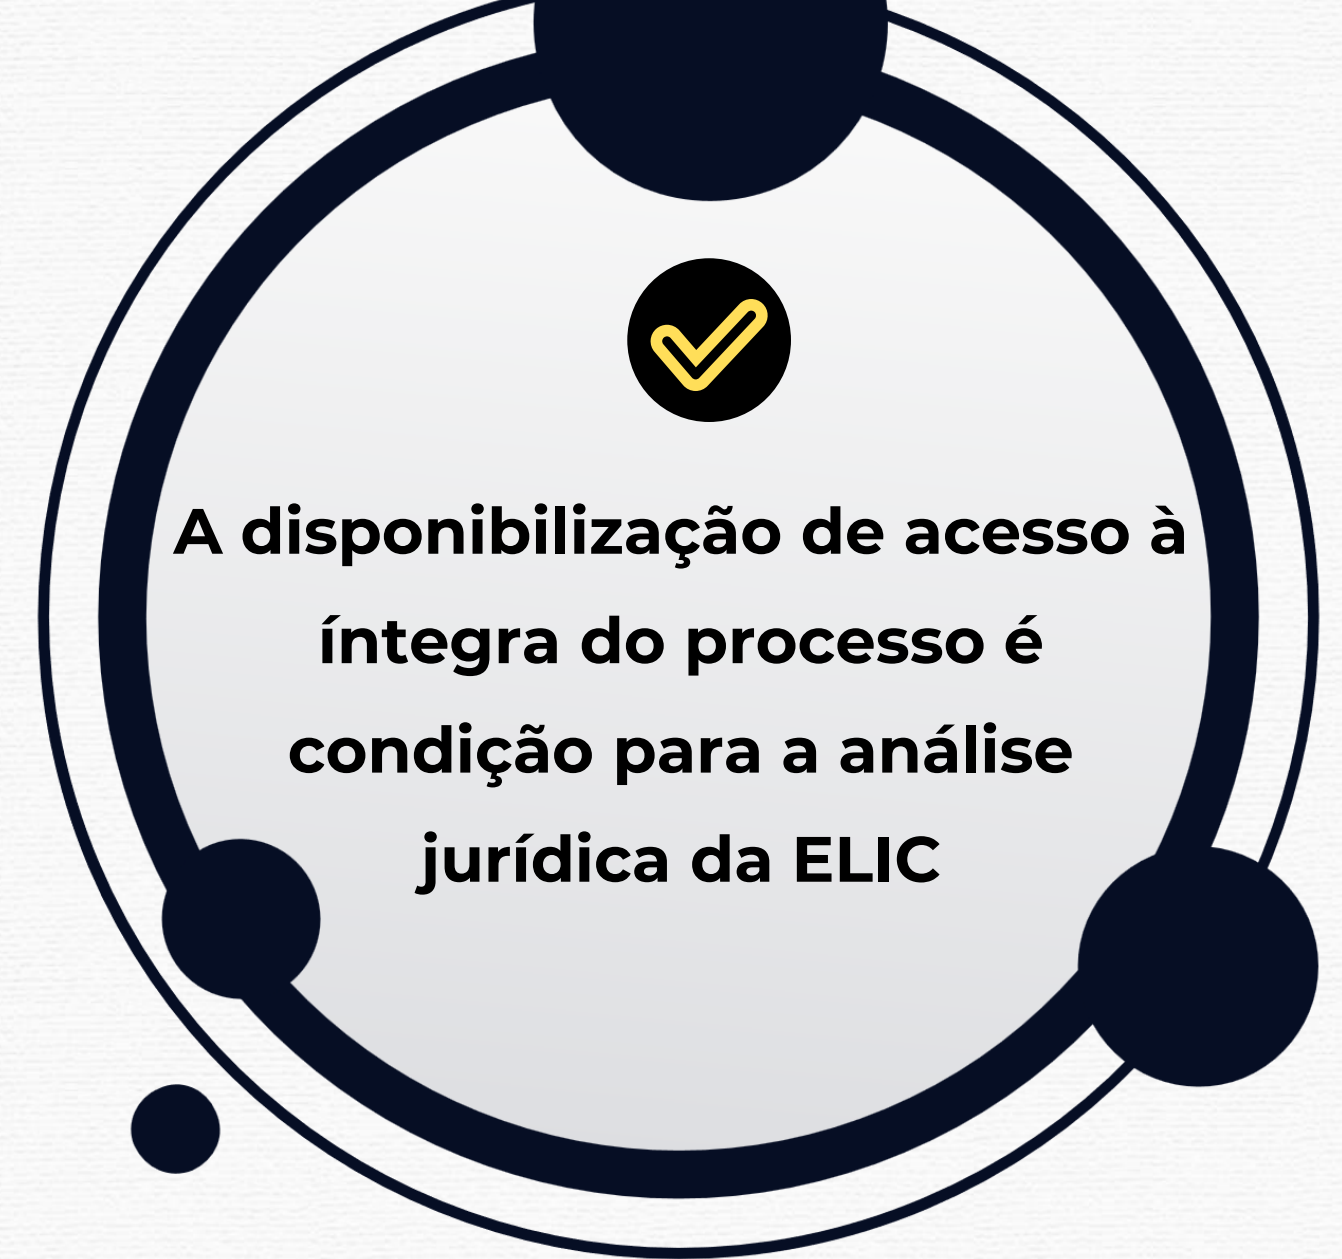 A disponibilização de acesso à
íntegra do processo é
condição para a análise
jurídica da ELIC